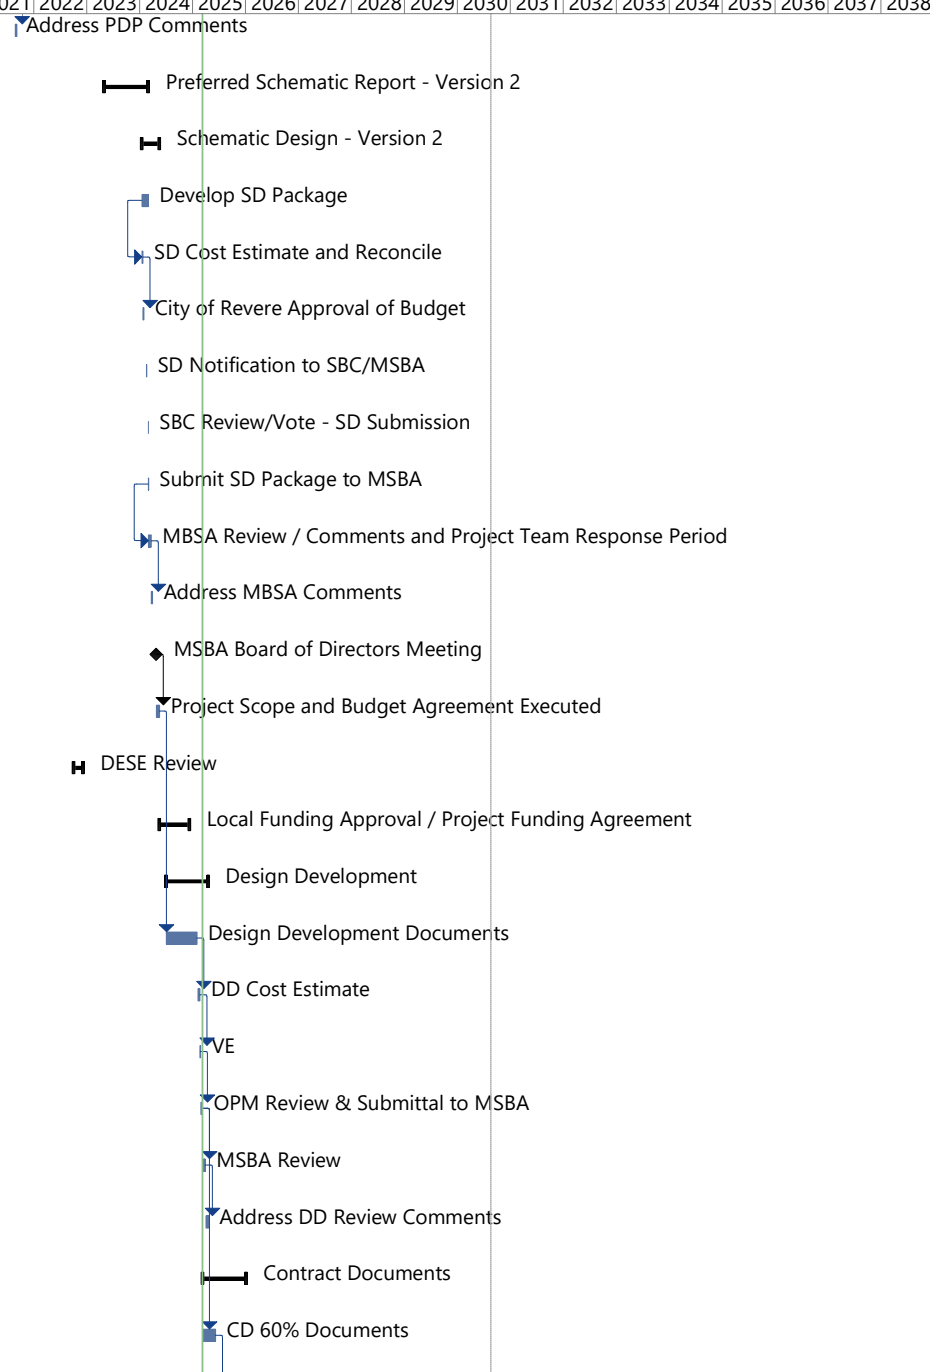 021 2022 2023 2024 2025 2026 2027 2028 2029 2030 2031 2032 2033 2034 2035 2036 2037 2038
Address PDP Comments
Preferred Schematic Report - Version 2
Schematic Design - Version 2
Develop SD Package
SD Cost Estimate and Reconcile
City of Revere Approval of Budget
SD Notification to SBC/MSBA
SBC Review/Vote - SD Submission
Submit SD Package to MSBA
MBSA Review / Comments and Project Team Response Period
Address MBSA Comments
MSBA Board of Directors Meeting
Project Scope and Budget Agreement Executed
DESE Review
Local Funding Approval / Project Funding Agreement
Design Development
Design Development Documents
DD Cost Estimate
VE
OPM Review & Submittal to MSBA
MSBA Review
Address DD Review Comments
Contract Documents
CD 60% Documents